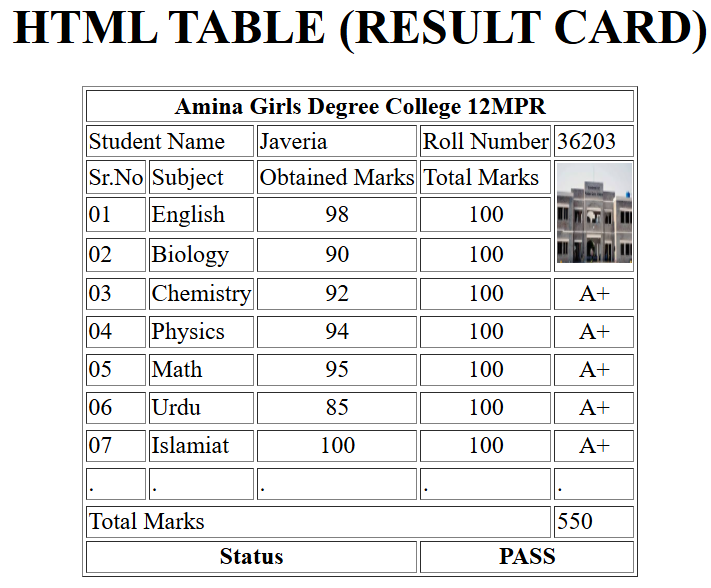 HTML TABLE (RESULT CARD)
Amina Girls Degree College 12MPR
Student Name Javeria Roll Number 36203
Sr.No Subject Obtained Marks Total Marks
01 English 98 100
02 Biology 90 100
03 Chemistry 92 100 A+
04 Physics 94 100 A+
05 Math 95 100 A+
06 Urdu 85 100 A+
07 Islamiat 100 100 A+
. . . . .
Total Marks 550
Status PASS